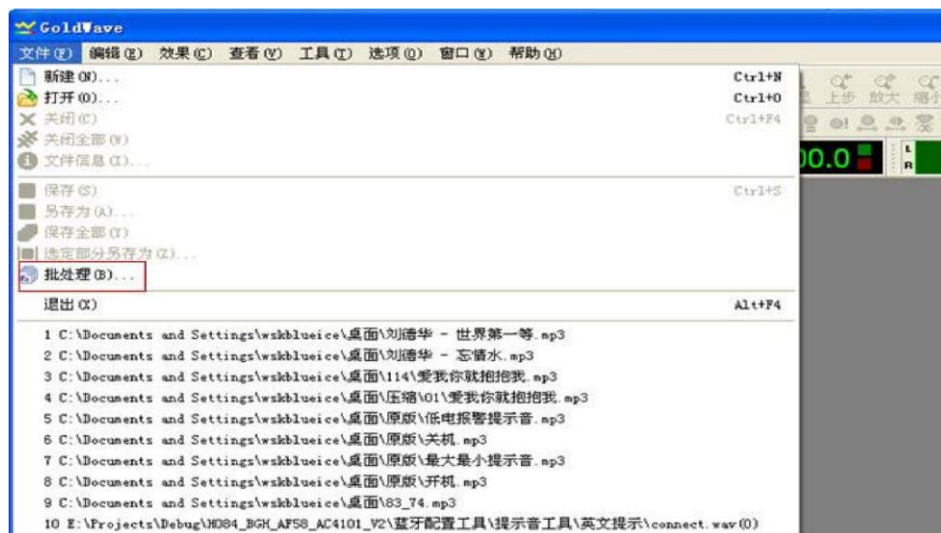 GoldWave
文件(F) 编辑(E) 效果(C) 查看(V) 工具(T) 选项(O) 窗口(W) 帮助(H)
新建(N)... Ctrl+N
打开(O)... Ctrl+O
关闭(C) Ctrl+F4
关闭全部(W)
文件信息(I)...
上步 放大 缩小
00.0
L
R
保存(S) Ctrl+S
另存为(A)...
保存全部(T)
选定部分另存为(Z)...
批处理(B)...
退出(X) Alt+F4
1 C:\Documents and Settings\wskblueice\桌面\刘德华 - 世界第一等.mp3
2 C:\Documents and Settings\wskblueice\桌面\刘德华 - 忘情水.mp3
3 C:\Documents and Settings\wskblueice\桌面\114\爱我你就抱抱我.mp3
4 C:\Documents and Settings\wskblueice\桌面\压缩\01\爱我你就抱抱我.mp3
5 C:\Documents and Settings\wskblueice\桌面\原版\低电报警提示音.mp3
6 C:\Documents and Settings\wskblueice\桌面\原版\关机.mp3
7 C:\Documents and Settings\wskblueice\桌面\原版\最大最小提示音.mp3
8 C:\Documents and Settings\wskblueice\桌面\原版\开机.mp3
9 C:\Documents and Settings\wskblueice\桌面\83_74.mp3
10 E:\Projects\Debug\H084_BGH_AF58_AC4101_V2\蓝牙配置工具\提示音工具\英文提示\connect.wav(0)